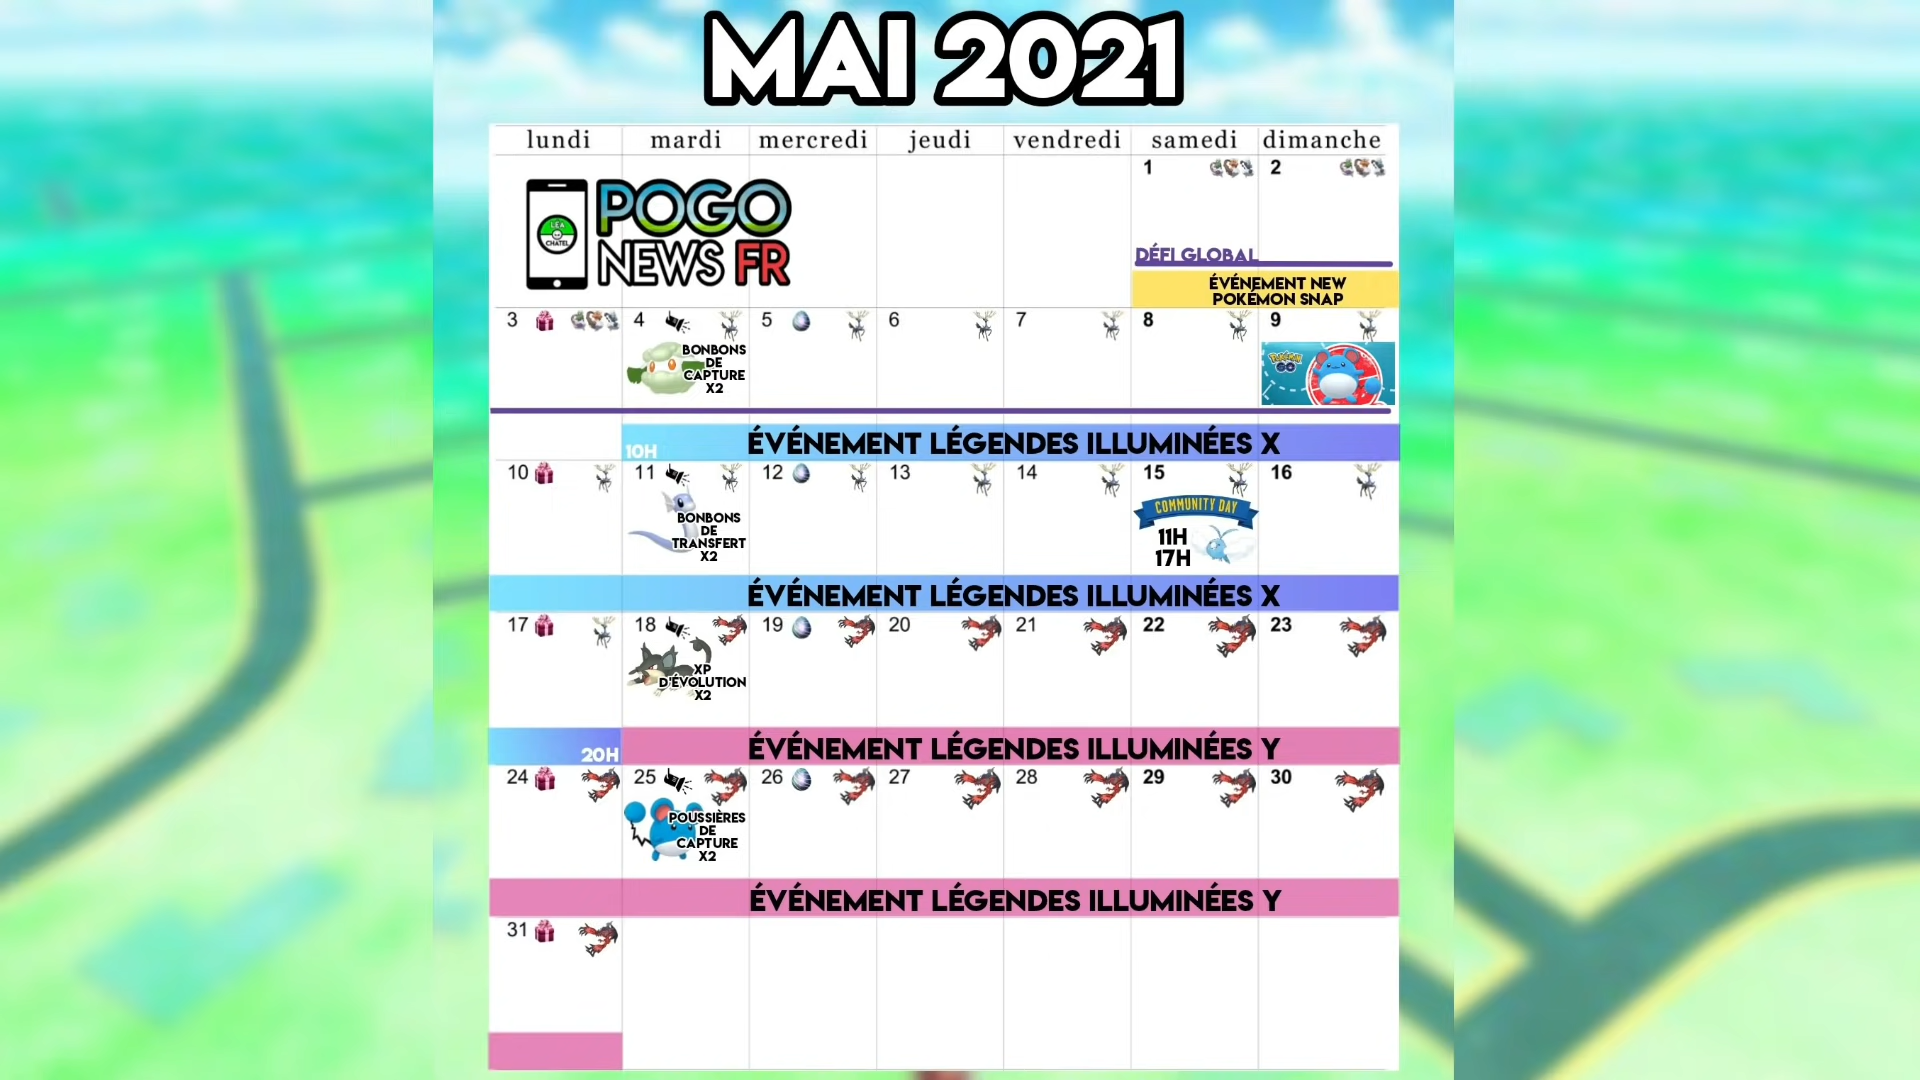 MAI 2021
lundi mardi mercredi jeudi vendredi samedi dimanche
1 2
LEA
CHATEL
POGO
NEWS FR
DÉFI GLOBAL
ÉVÉNEMENT NEW
POKÉMON SNAP
3 4 5 6 7 8 9
BONBONS
DE
CAPTURE
X2
POKÉMON
GO
10H
ÉVÉNEMENT LÉGENDES ILLUMINÉES X
10 11 12 13 14 15 16
BONBONS
DE
TRANSFERT
X2
COMMUNITY DAY
11H
17H
ÉVÉNEMENT LÉGENDES ILLUMINÉES X
17 18 19 20 21 22 23
XP
D'ÉVOLUTION
X2
20H
ÉVÉNEMENT LÉGENDES ILLUMINÉES Y
24 25 26 27 28 29 30
POUSSIÈRES
DE
CAPTURE
X2
ÉVÉNEMENT LÉGENDES ILLUMINÉES Y
31